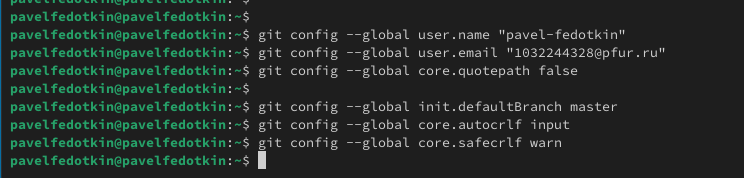 pavelfedotkin@pavelfedotkin:~$
pavelfedotkin@pavelfedotkin:~$
pavelfedotkin@pavelfedotkin:~$ git config --global user.name "pavel-fedotkin"
pavelfedotkin@pavelfedotkin:~$ git config --global user.email "1032244328@pfur.ru"
pavelfedotkin@pavelfedotkin:~$ git config --global core.quotepath false
pavelfedotkin@pavelfedotkin:~$
pavelfedotkin@pavelfedotkin:~$ git config --global init.defaultBranch master
pavelfedotkin@pavelfedotkin:~$ git config --global core.autocrlf input
pavelfedotkin@pavelfedotkin:~$ git config --global core.safecrlf warn
pavelfedotkin@pavelfedotkin:~$